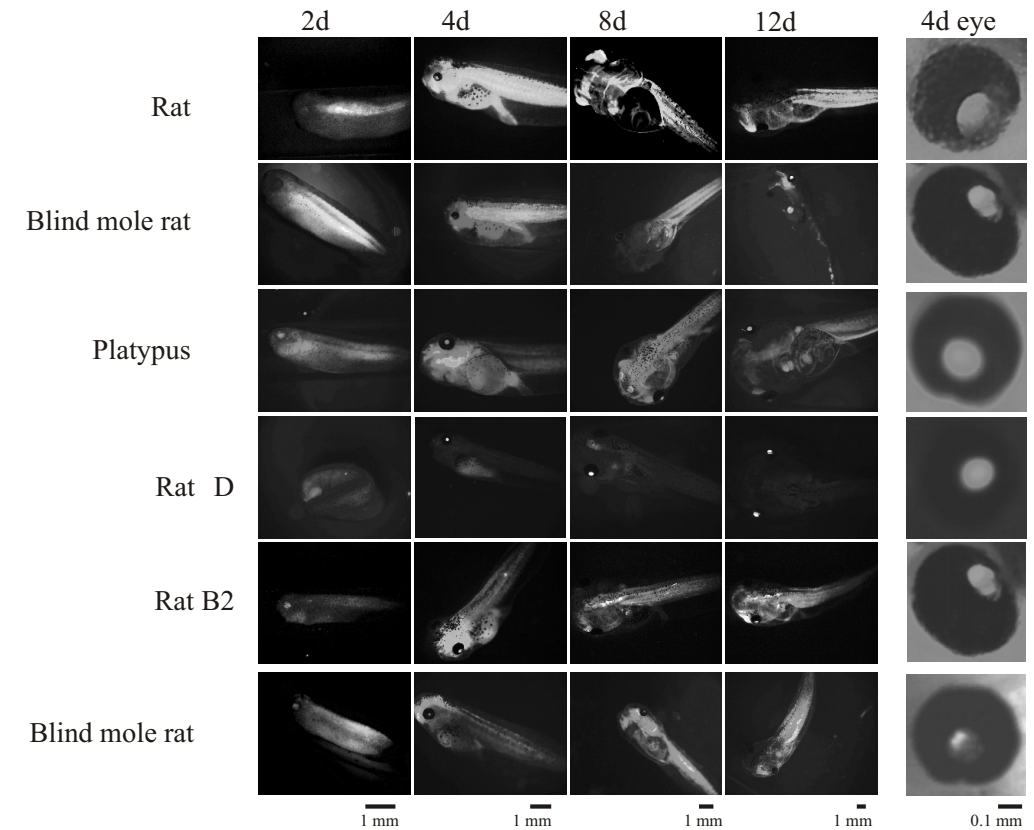 2d 4d 8d 12d 4d eye
Rat
Blind mole rat
Platypus
Rat D
Rat B2
Blind mole rat
1 mm 1 mm 1 mm 1 mm 0.1 mm